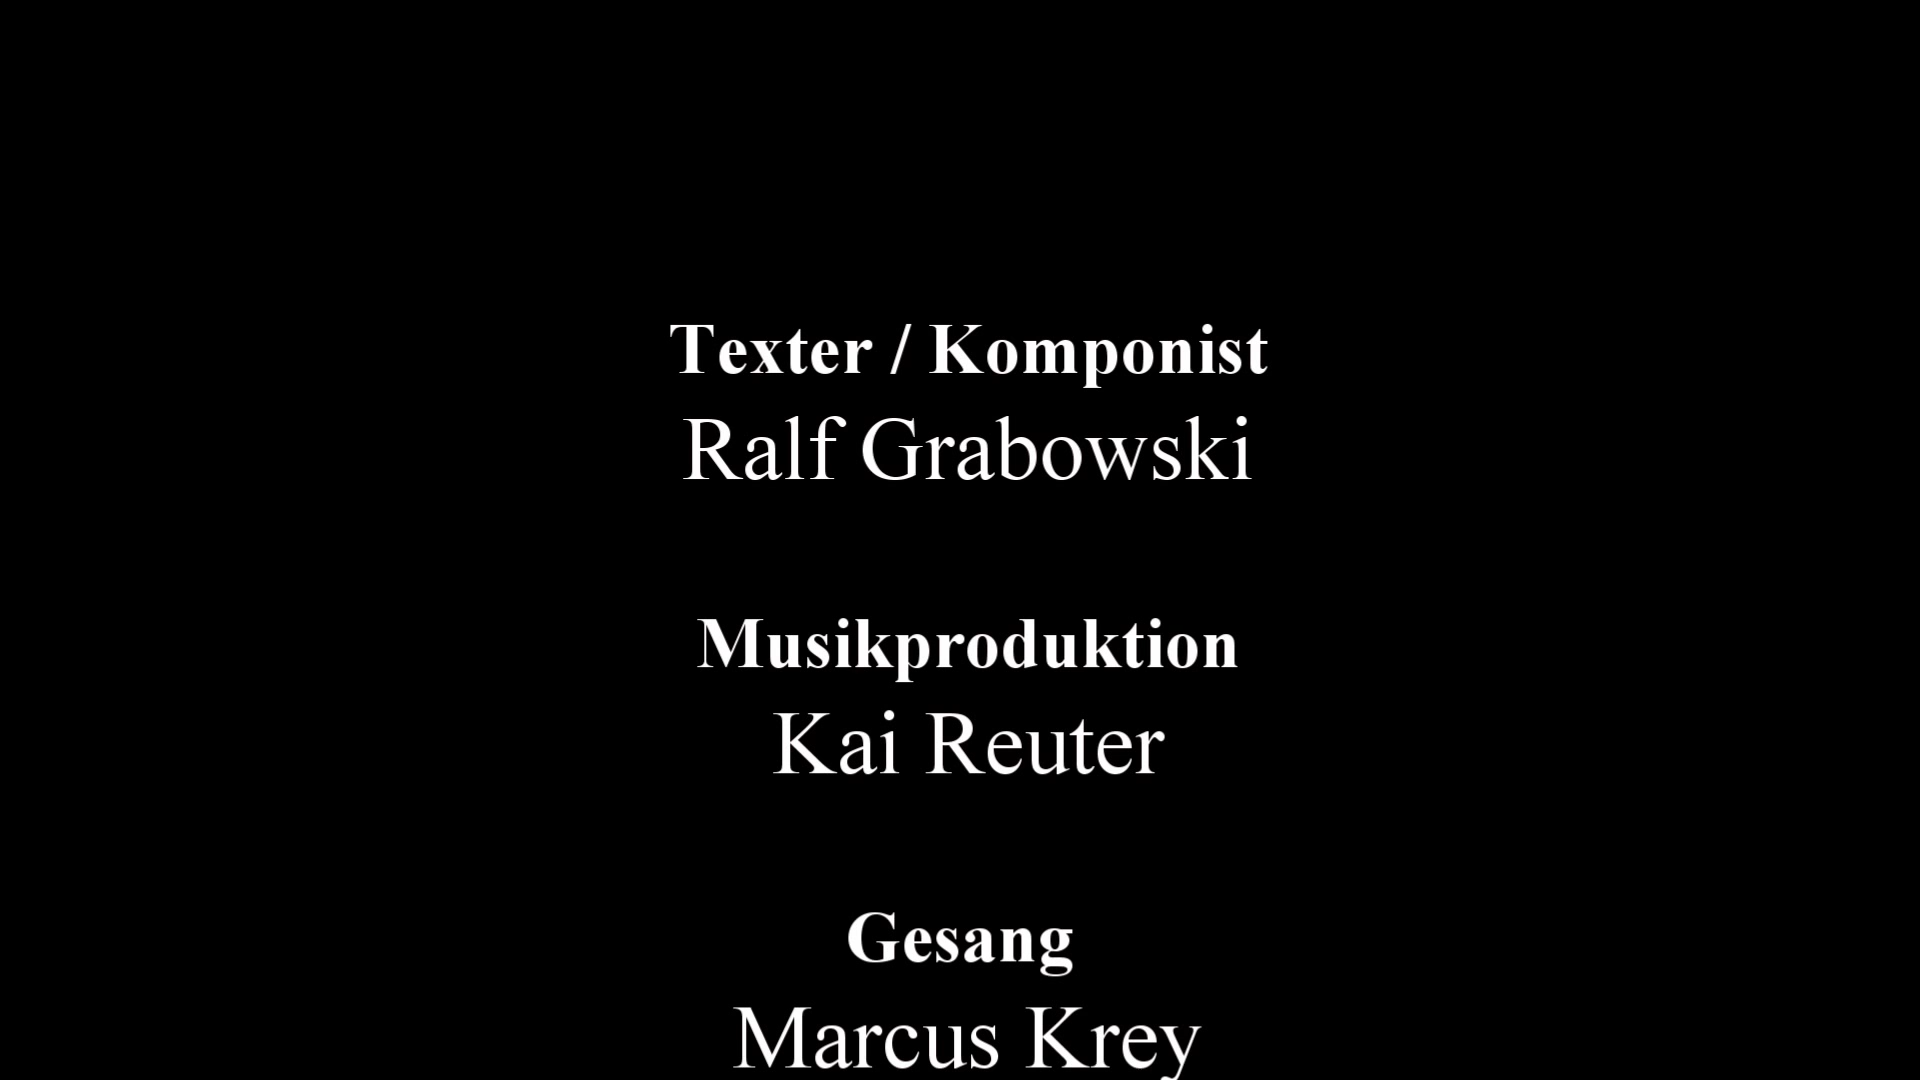 Texter / Komponist
Ralf Grabowski
Musikproduktion
Kai Reuter
Gesang
Marcus Krey